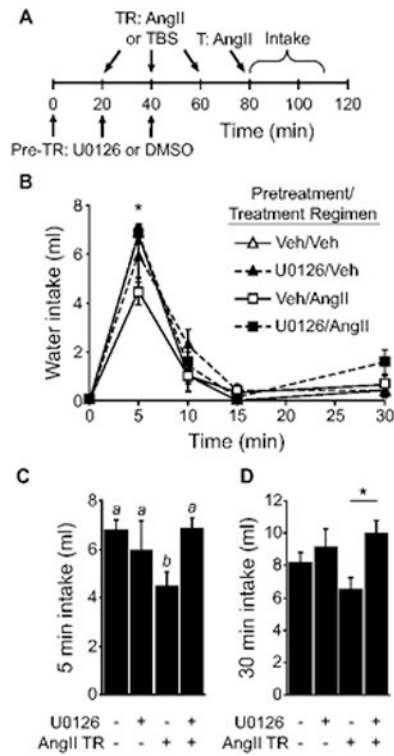 A
TR: AngII
or TBS
T: AngII
Intake
0 20 40 60 80 100 120
Time (min)
Pre-TR: U0126 or DMSO
B
Pretreatment/
Treatment Regimen
Veh/Veh
U0126/Veh
Veh/AngII
U0126/AngII
*
Water intake (ml)
8
6
4
2
0
0 5 10 15 20 25 30
Time (min)
C
5 min intake (ml)
8
6
4
2
0
a a b a
U0126 - + - +
AngII TR - - + +
D
30 min intake (ml)
12
10
8
6
4
2
0
*
U0126 - + - +
AngII TR - - + +